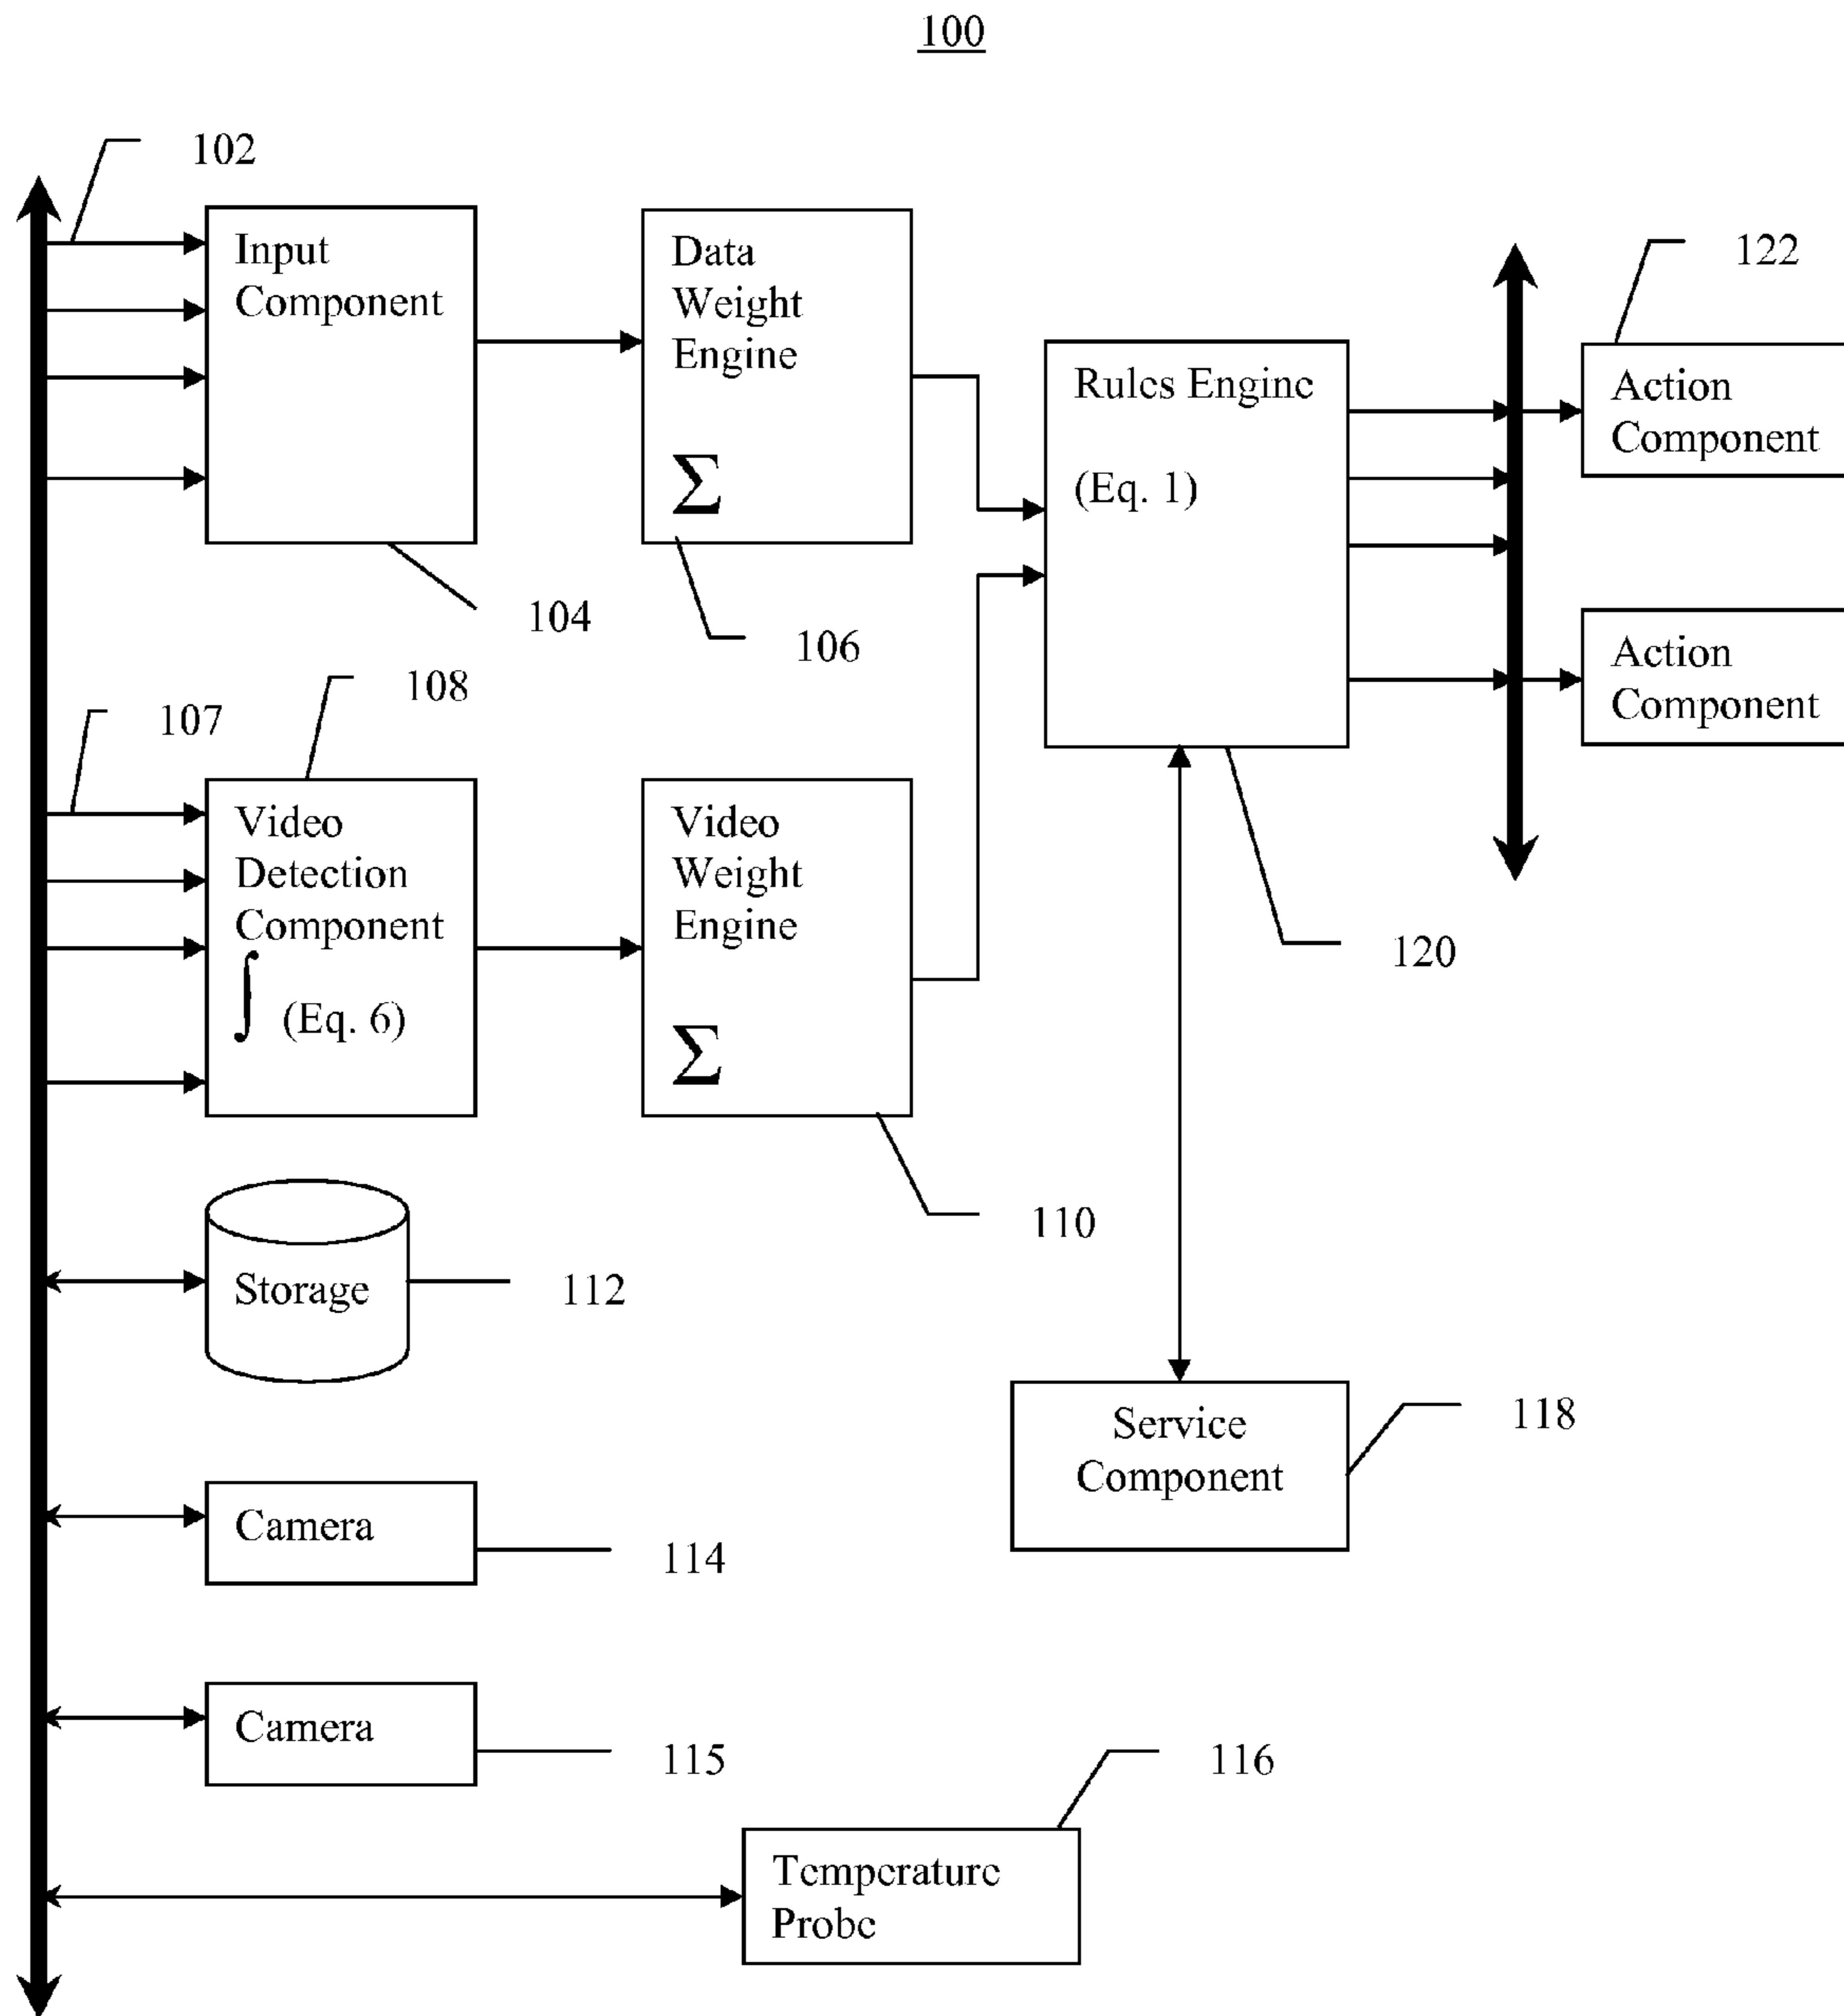 100
102
Input
Component
104
Data
Weight
Engine
Σ
106
Rules Engine
(Eq. 1)
120
122
Action
Component
Action
Component
107
108
Video
Detection
Component
∫ (Eq. 6)
Video
Weight
Engine
Σ
110
Storage
112
Service
Component
118
Camera
114
Camera
115
116
Temperature
Probe